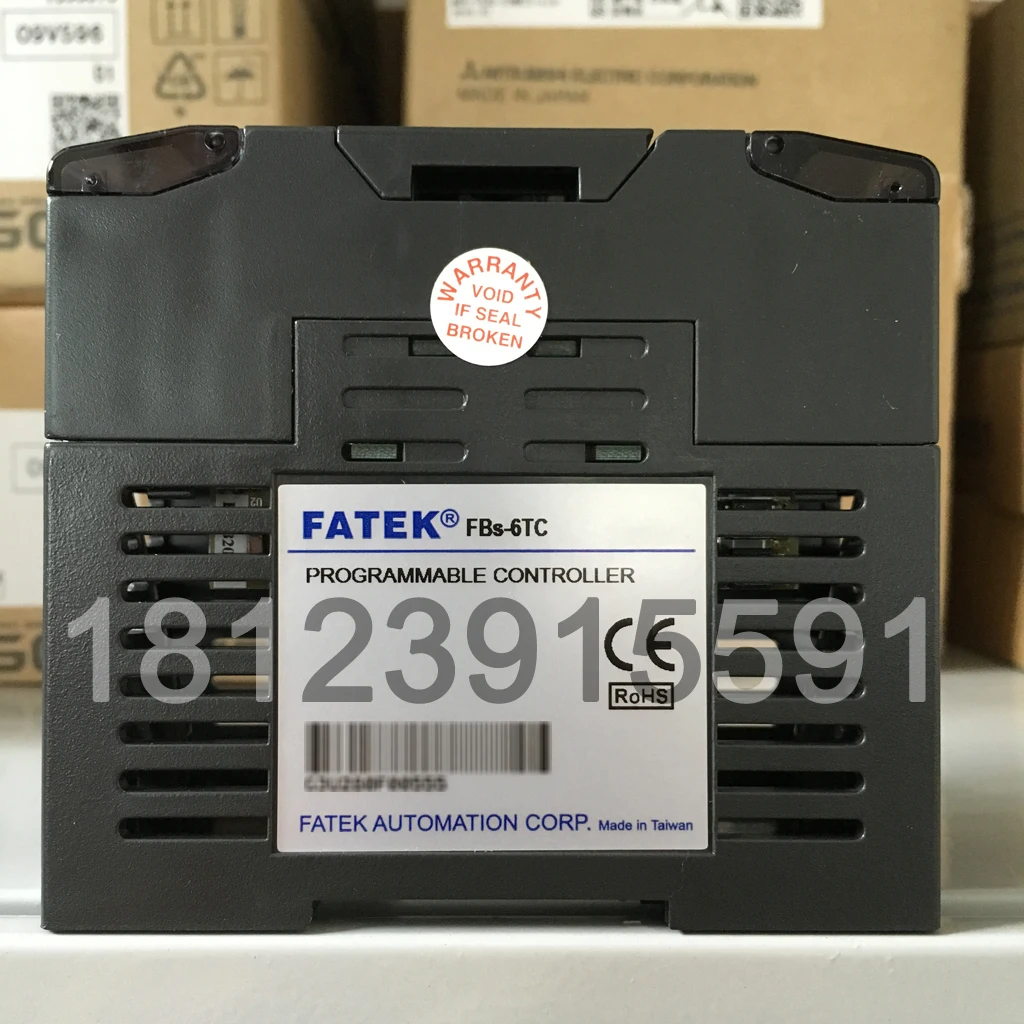 09V596
MITSUBISHI ELECTRIC CORPORATION
MADE IN JAPAN
WARRANTY
VOID
IF SEAL
BROKEN
FATEK® FBs-6TC
PROGRAMMABLE CONTROLLER
18123915591
CE
RoHS
FATEK AUTOMATION CORP. Made in Taiwan